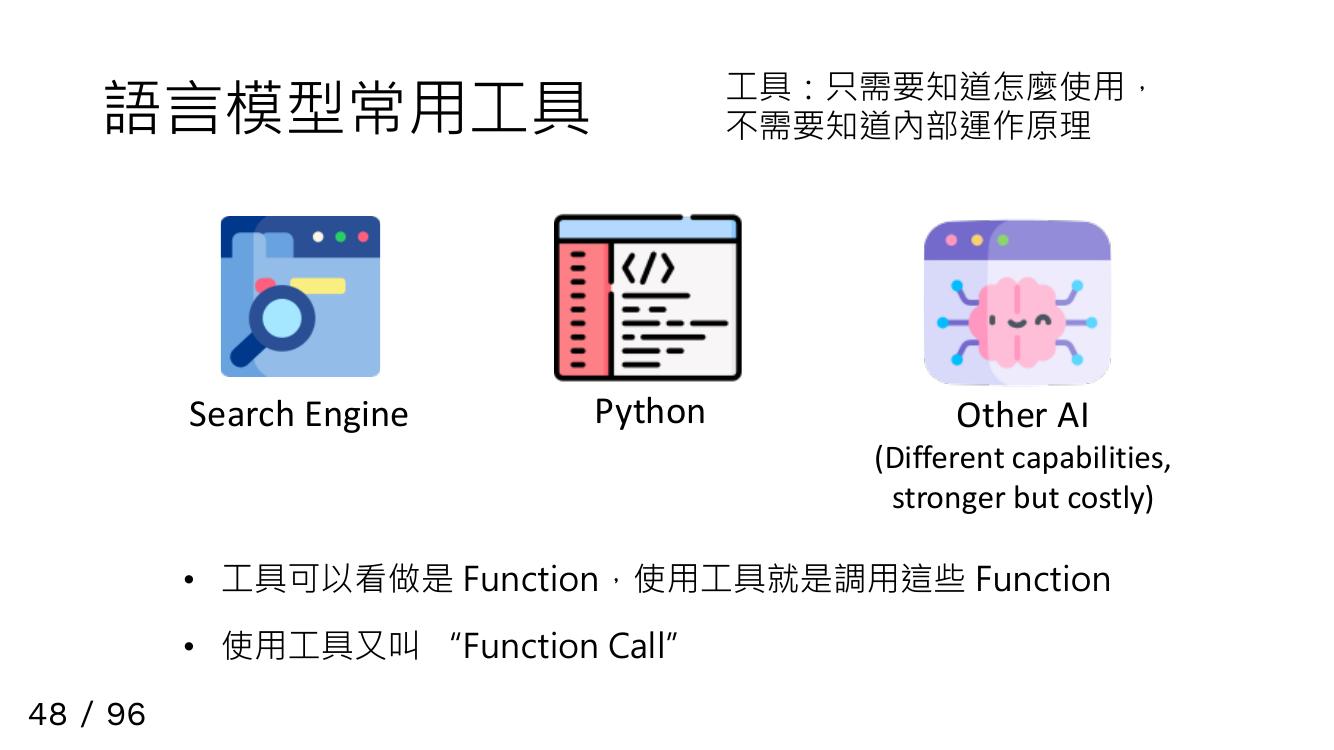 語言模型常用工具
工具：只需要知道怎麼使用，
不需要知道內部運作原理
Search Engine
Python
Other AI
(Different capabilities,
stronger but costly)
• 工具可以看做是 Function，使用工具就是調用這些 Function
• 使用工具又叫 “Function Call”
48 / 96